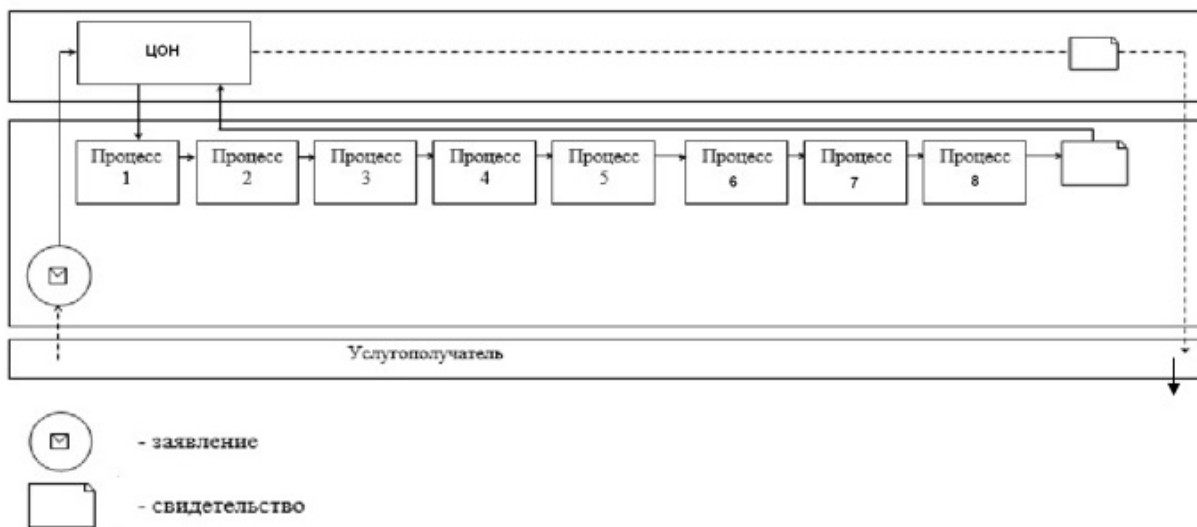 ЦОН
Процесс
1
Процесс
2
Процесс
3
Процесс
4
Процесс
5
Процесс
6
Процесс
7
Процесс
8
Услугополучатель
- заявление
- свидетельство